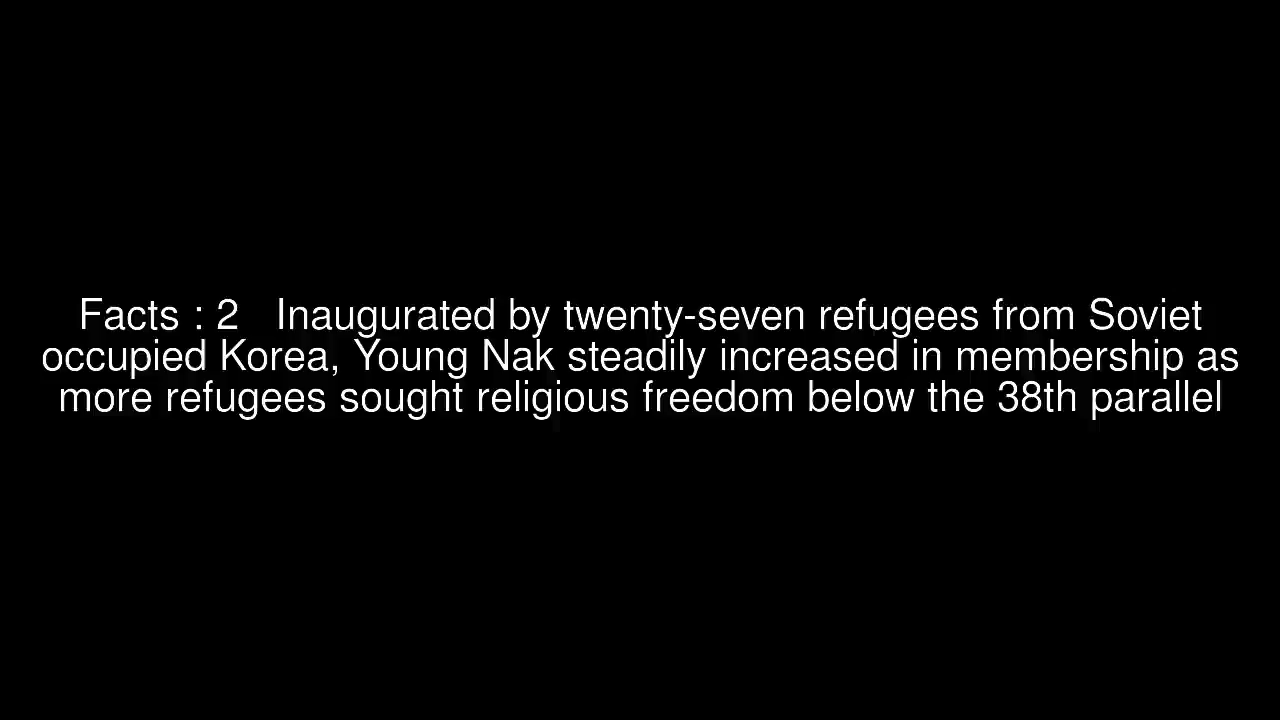 Facts : 2   Inaugurated by twenty-seven refugees from Soviet
occupied Korea, Young Nak steadily increased in membership as
more refugees sought religious freedom below the 38th parallel